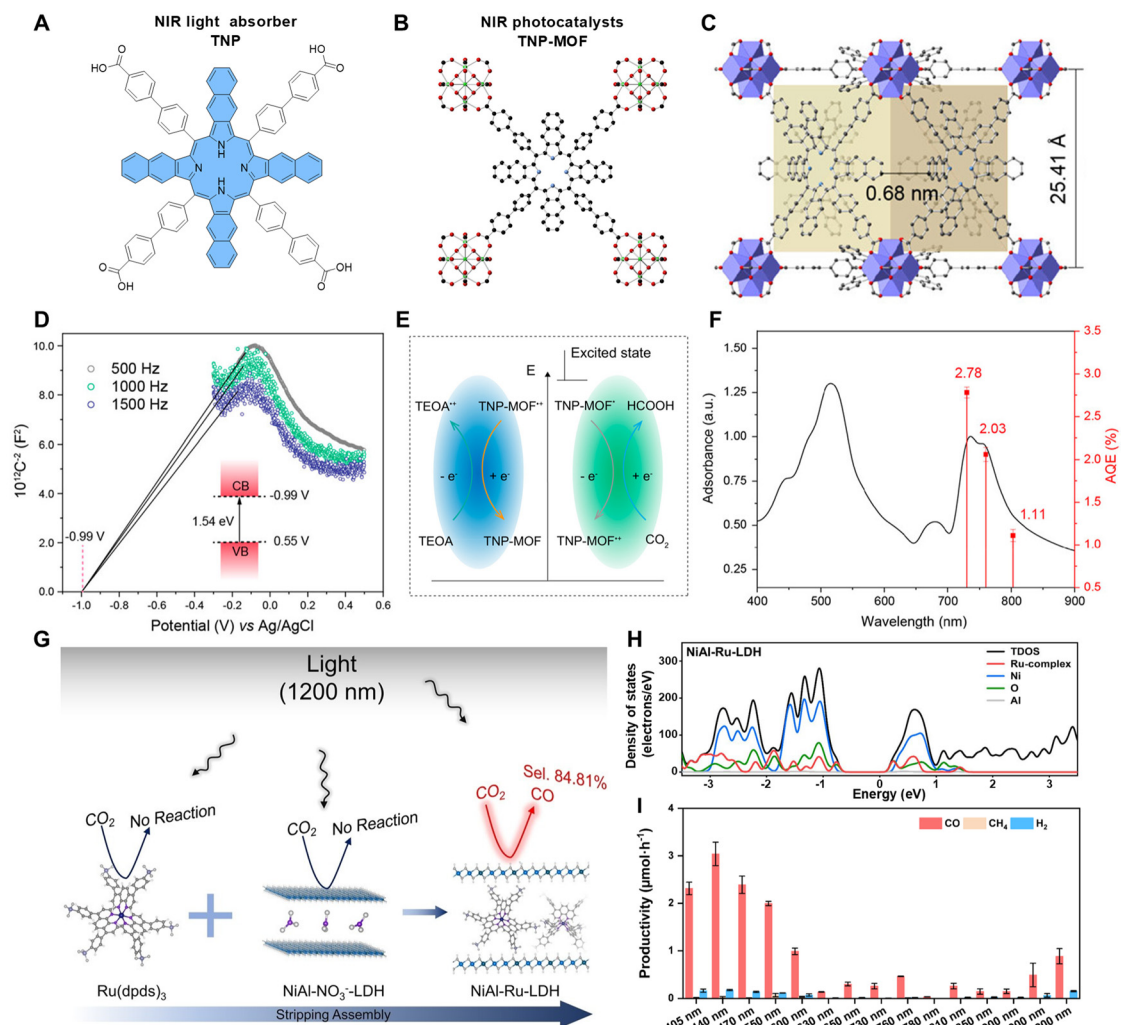 A
NIR light absorber
TNP
O
HO
O
OH
N
H
N
N
H
N
O
HO
O
OH
B
NIR photocatalysts
TNP-MOF
C
0.68 nm
25.41 Å
D
10¹²C⁻² (F²)
10.0
8.0
6.0
4.0
2.0
0.0
500 Hz
1000 Hz
1500 Hz
-0.99 V
CB
-0.99 V
1.54 eV
0.55 V
VB
-1.0
-0.8
-0.6
-0.4
-0.2
0.0
0.2
0.4
0.6
Potential (V) vs Ag/AgCl
E
Excited state
E
TEOA•+
TNP-MOF•+
TNP-MOF*
HCOOH
- e-
+ e-
- e-
+ e-
TEOA
TNP-MOF
TNP-MOF•+
CO₂
F
Adsorbance (a.u.)
1.50
1.25
1.00
0.75
0.50
0.25
2.78
2.03
1.11
3.5
3.0
2.5
2.0
1.5
1.0
0.5
AQE (%)
400
500
600
700
800
900
Wavelength (nm)
G
Light
(1200 nm)
CO₂
No Reaction
CO₂
No Reaction
Sel. 84.81%
CO₂
CO
Ru(dpds)₃
NiAl-NO₃⁻-LDH
NiAl-Ru-LDH
Stripping Assembly
H
NiAl-Ru-LDH
Density of states
(electrons/eV)
300
200
100
0
TDOS
Ru-complex
Ni
O
Al
-3
-2
-1
0
1
2
3
Energy (eV)
I
Productivity (μmol·h⁻¹)
4
3
2
1
0
CO
CH₄
H₂